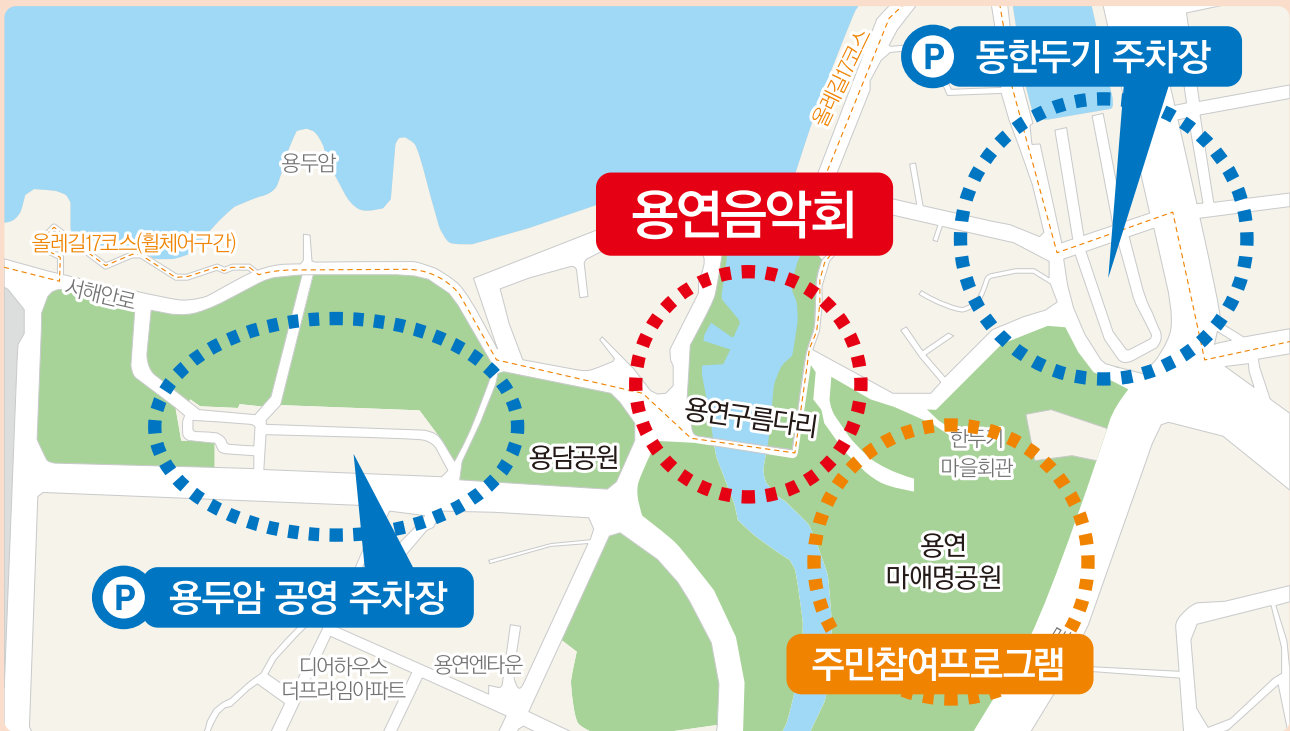 P 동한두기 주차장
올레길17코스
용두암
용연음악회
올레길17코스(휠체어구간)
서해안로
용연구름다리
용담공원
한두기
마을회관
용연
마애명공원
P 용두암 공영 주차장
주민참여프로그램
디어하우스
더프라임아파트
용연엔타운